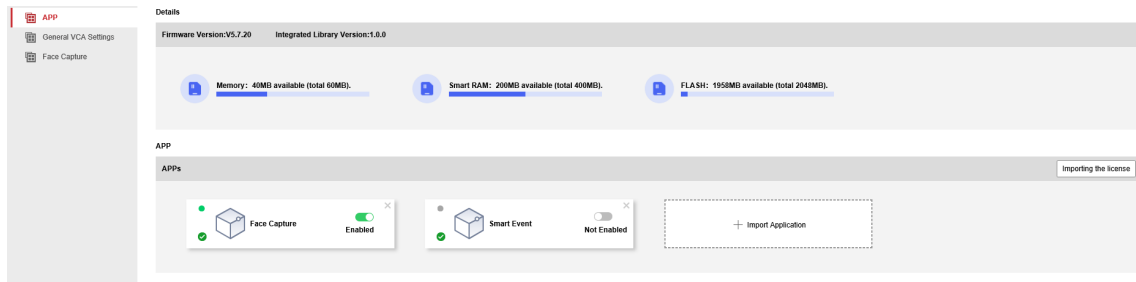 APP
General VCA Settings
Face Capture
Details
Firmware Version:V5.7.20 Integrated Library Version:1.0.0
Memory: 40MB available (total 60MB).
Smart RAM: 200MB available (total 400MB).
FLASH: 1958MB available (total 2048MB).
APP
APPs
Importing the license
Face Capture
Enabled
Smart Event
Not Enabled
Import Application